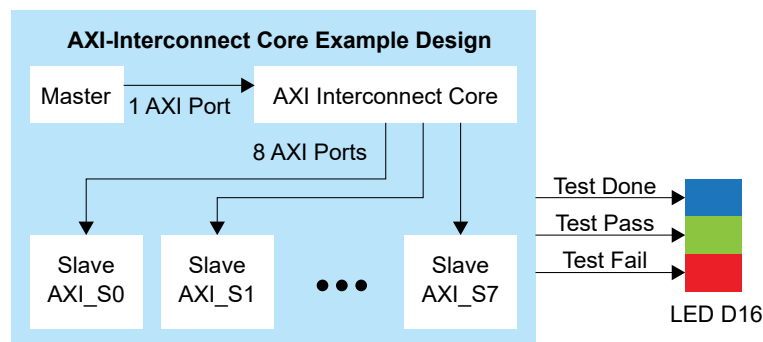 AXI-Interconnect Core Example Design
Master
1 AXI Port
AXI Interconnect Core
8 AXI Ports
Slave
AXI_S0
Slave
AXI_S1
Slave
AXI_S7
Test Done
Test Pass
Test Fail
LED D16